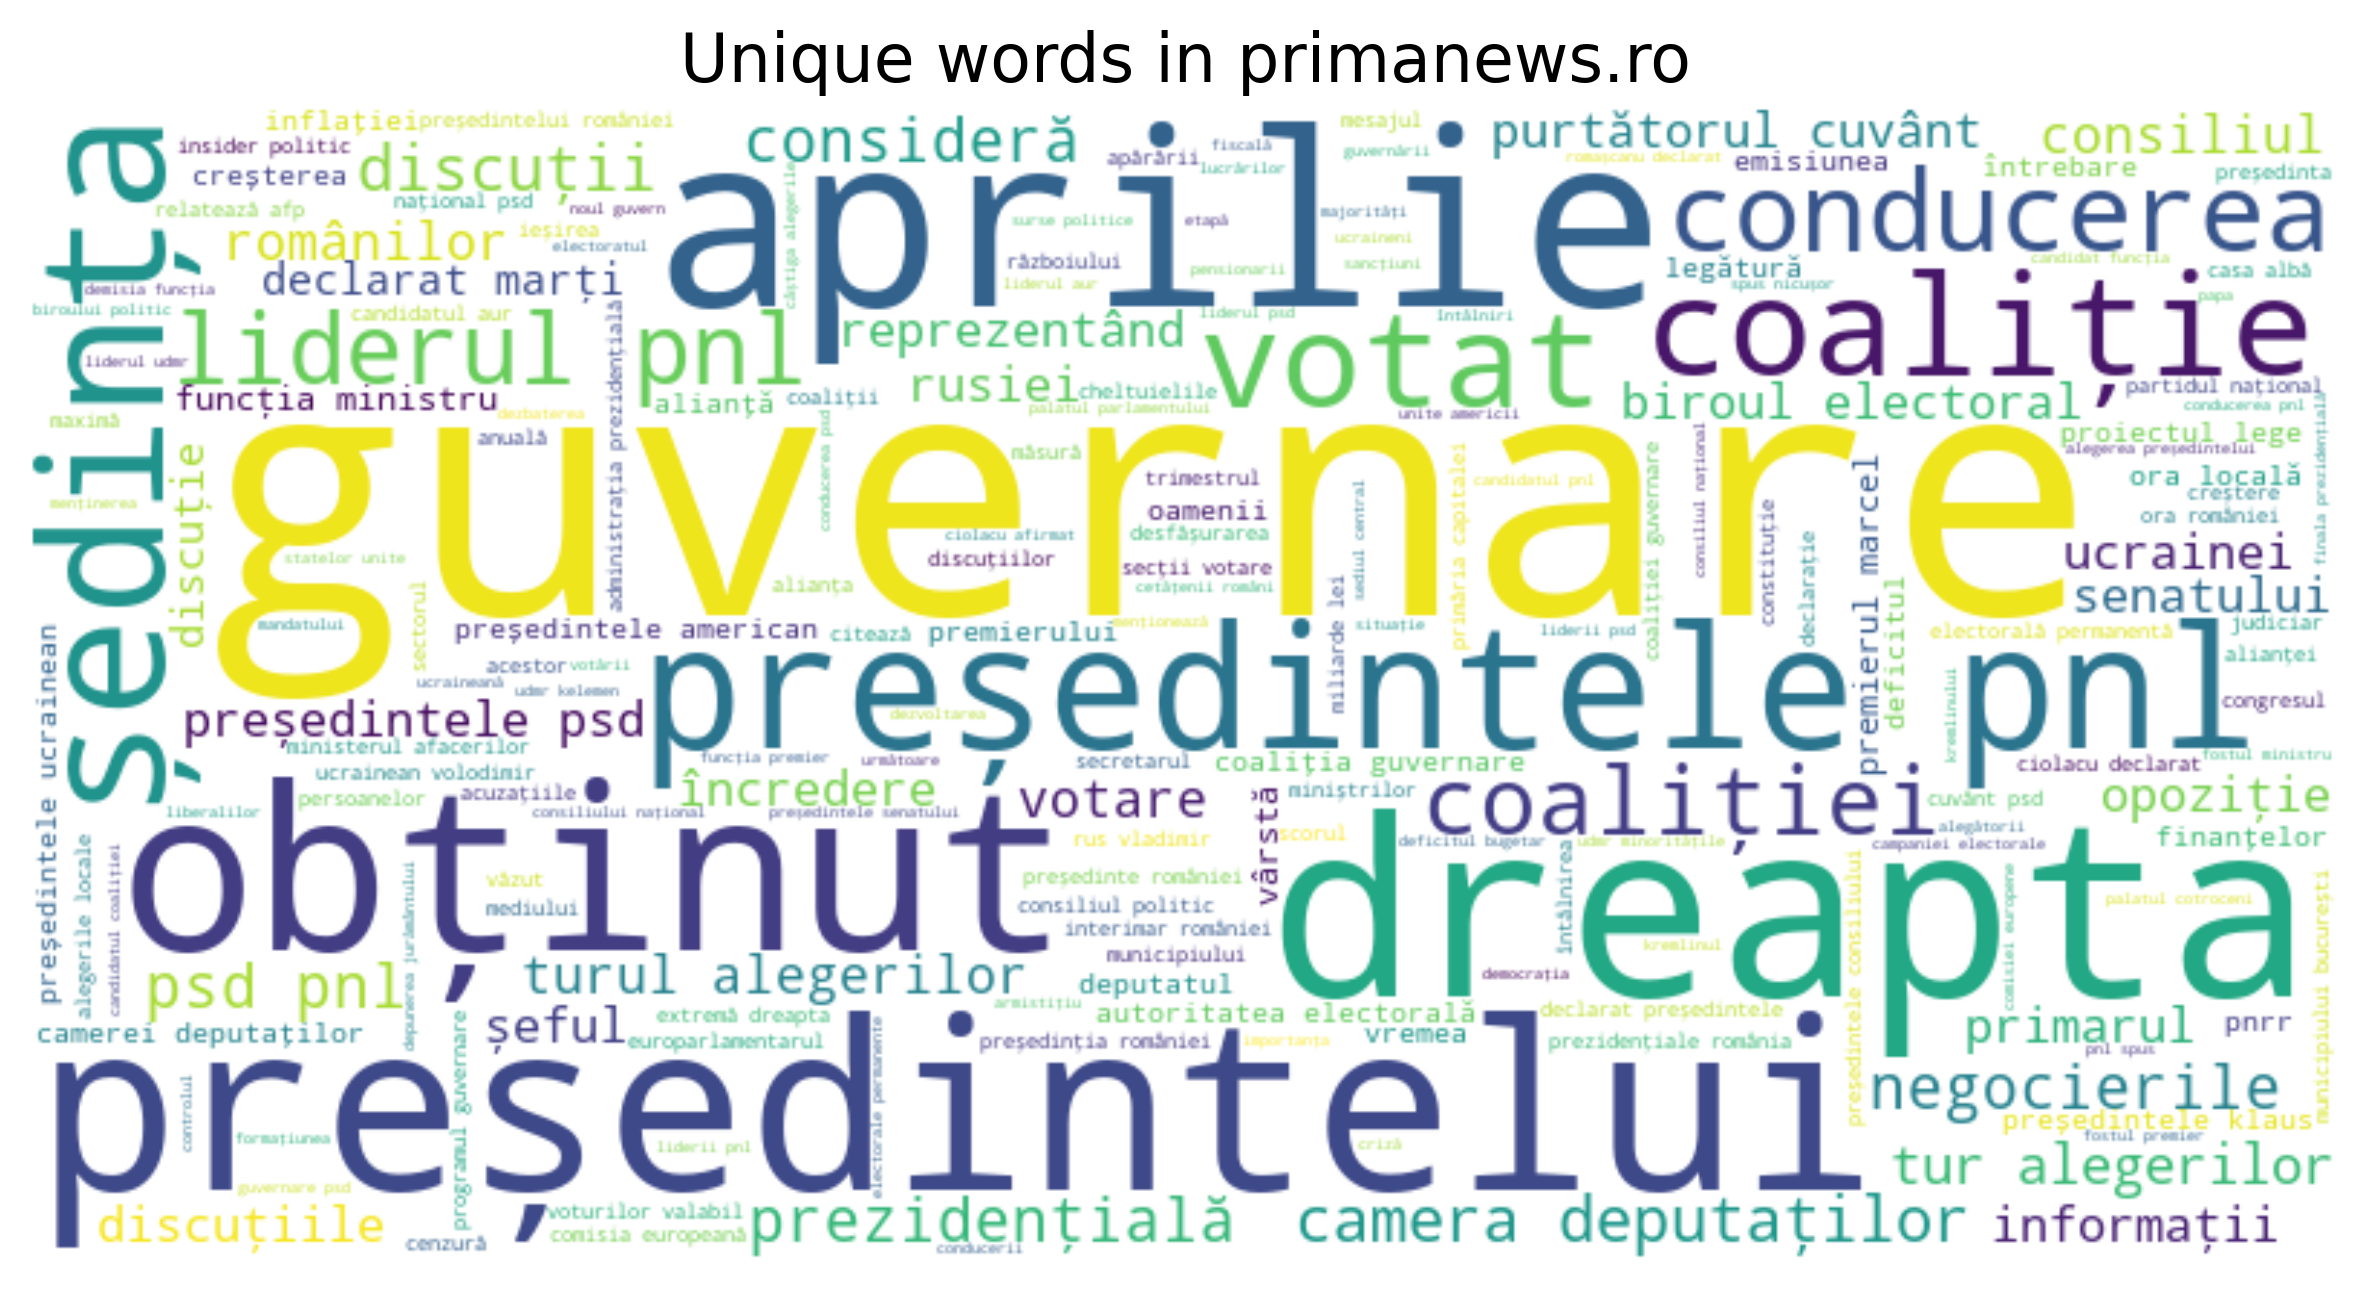 Unique words in primanews.ro
inflației
președintelui româniei
insider politic
creșterea
discuții
consideră
aprilie
apărării
fiscală
lucrărilor
mesajul
guvernării
purtătorul cuvânt
romașcanu declarat
emisiunea
consiliul
întrebare
președinta
ședința
relatează afp
național psd
noul guvern
românilor
ieșirea
electoratul
câștiga alegerile
surse politice
etapă
majorități
ucraineni
conducerea
declarat marți
demisia funcția
biroului politic
candidatul aur
războiului
liderul aur
pensionarii
sancțiuni
legătură
spus nicușor
candidat funcția
casa albă
papa
liderul pnl
administrația prezidențială
reprezentând
liderul psd
întâlniri
votat
coaliție
liderul udmr
funcția ministru
alianță
coaliții
rusiei
cheltuielile
palatul parlamentului
unite americii
biroul electoral
partidul național
conducerea pnl
maximă
dezbaterea
anuală
conducerea psd
măsură
proiectul lege
alegerea președintelui
finala prezidențială
guvernare
discuție
menținerea
statelor unite
mandatului
sectorul
ciolacu afirmat
discuțiilor
alianța
trimestrul
oamenii
desfășurarea
secții votare
cetățenii români
sediul central
miliarde lei
primăria capitalei
candidatul pnl
coaliției guvernare
consiliul național
constituție
declarație
premierul marcel
deficitul
ora locală
creștere
ora româniei
ucrainei
senatului
președintele american
citează
premierului
menționează
situație
liderii psd
electorală permanentă
judiciar
alianței
congresul
președintele ucrainean
acestor
votării
ucraineană
udmr kelemen
președintele pnl
președintele psd
dezvoltarea
kremlinului
fostul ministru
ministerul afacerilor
ucrainean volodimir
funcția premier
următoare
secretarul
coaliția guvernare
ciolacu declarat
liberalilor
persoanelor
acuzațiile
consiliului național
încredere
președintele senatului
votare
vârstă
miniștrilor
coaliției
cuvânt psd
opoziție
alegătorii
obținut
rus vladimir
scorul
deficitul bugetar
udmr minoritățile
campaniei electorale
finanțelor
alegerile locale
candidatul coaliției
depunerea jurământului
văzut
mediului
președinte româniei
consiliul politic
interimar româniei
municipiului
dreapta
întâlnirea
kremlinul
democrația
președintele consiliului
comisiei europene
palatul cotroceni
municipiului bucurești
psd pnl
turul alegerilor
deputatul
armistițiu
autoritatea electorală
declarat președintele
camerei deputaților
programul guvernare
șeful
extremă dreapta
europarlamentarul
electorale permanente
președinția româniei
importanța
vremea
prezidențiale românia
primarul
pnrr
pnl spus
președintelui
controlul
formațiunea
liderii pnl
criză
negocierile
președintele klaus
fostul premier
guvernare psd
discuțiile
cenzură
voturilor valabil
comisia europeană
prezidențială
conducerii
camera deputaților
tur alegerilor
informații